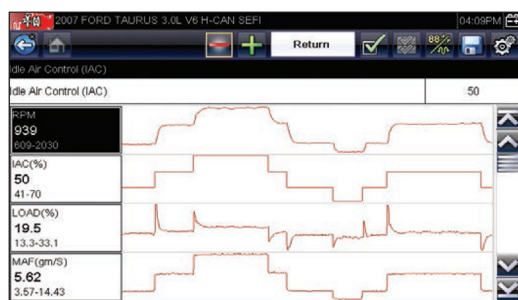 2007 FORD TAURUS 3.0L V6 H-CAN SEFI
04:09PM
Return
Idle Air Control (IAC)
Idle Air Control (IAC)
50
RPM
939
609-2030
IAC(%)
50
41-70
LOAD(%)
19.5
13.3-33.1
MAF(gm/S)
5.62
3.57-14.43